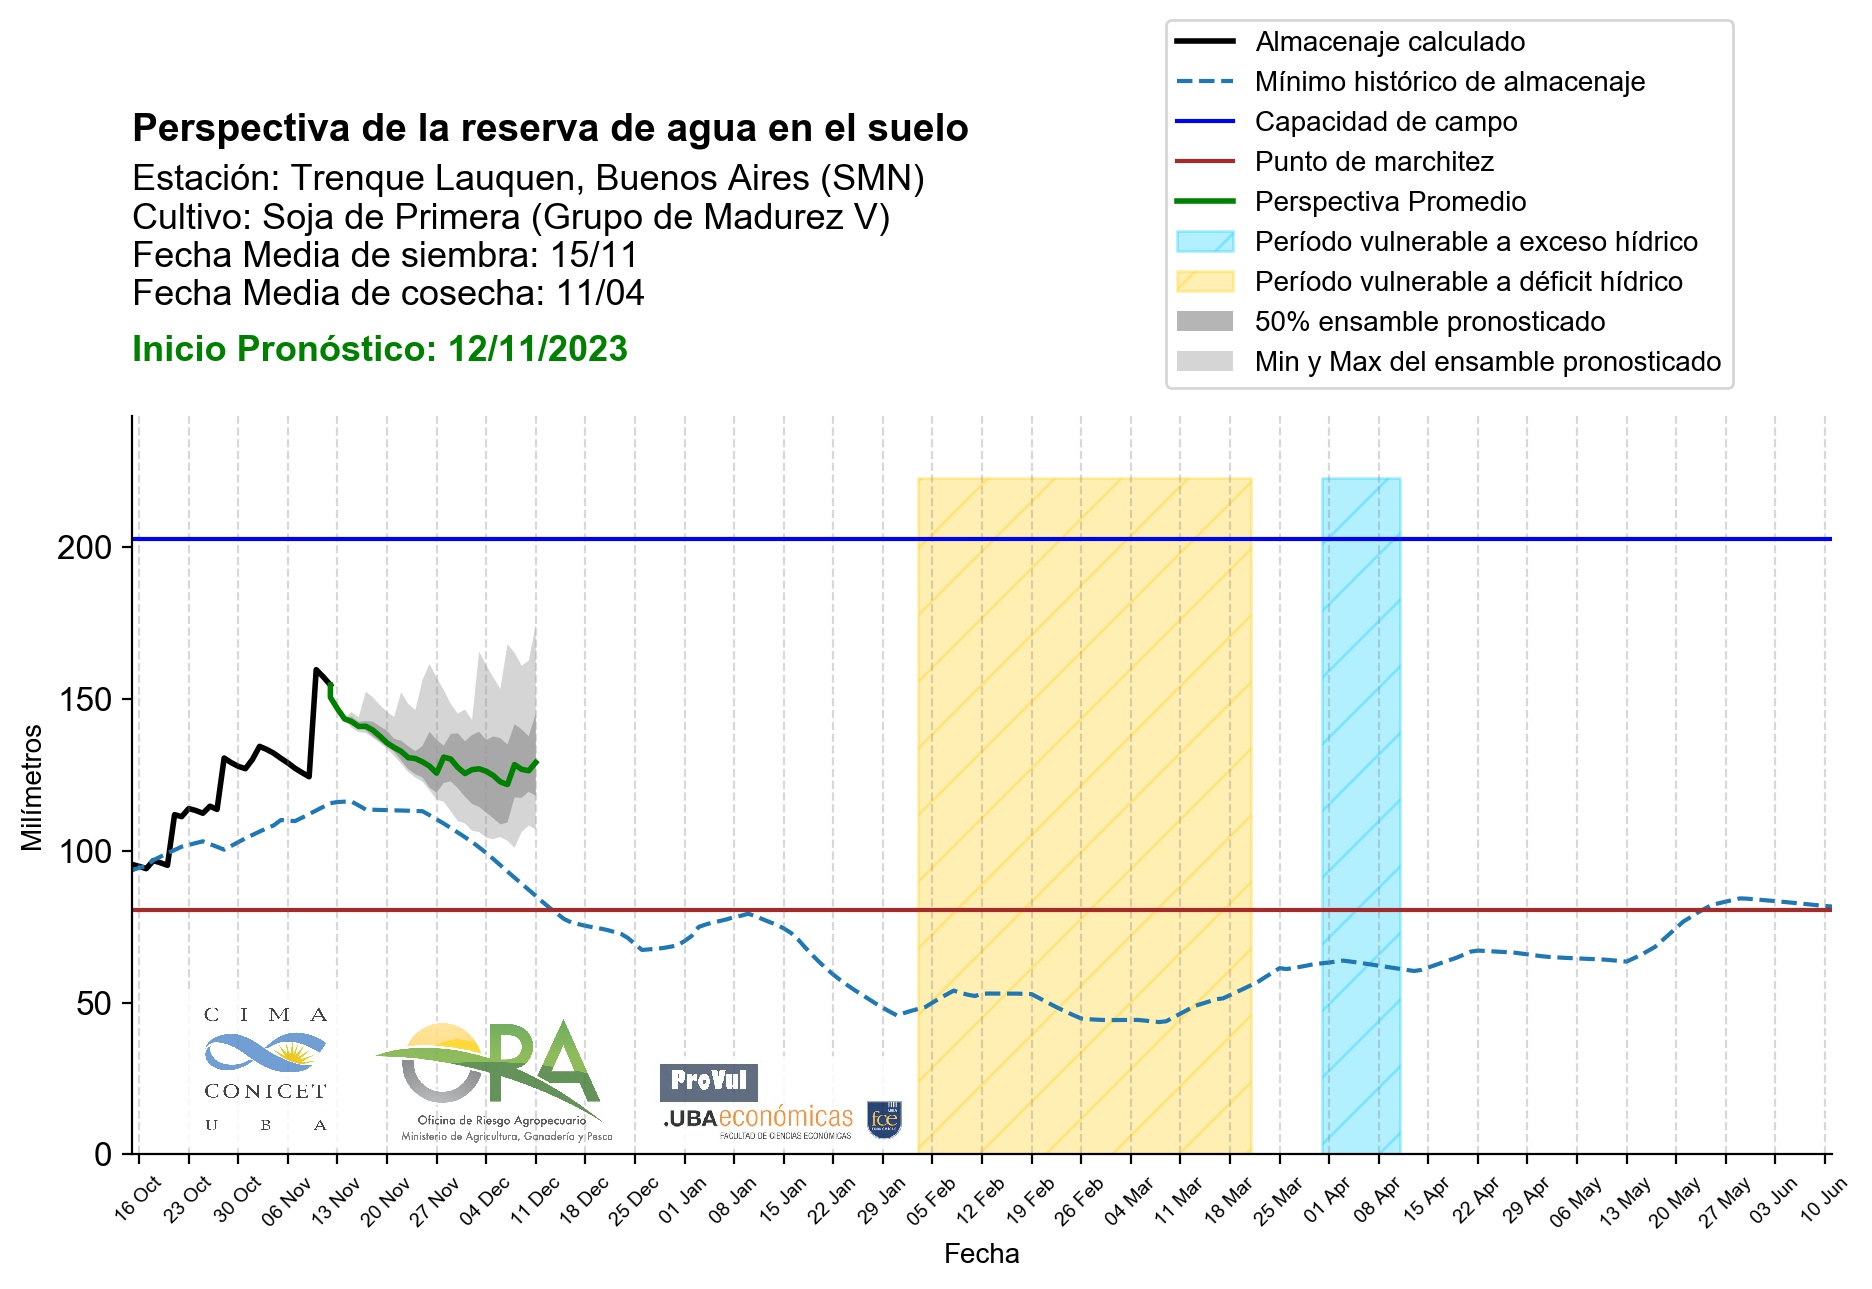 Almacenaje calculado
Mínimo histórico de almacenaje
Capacidad de campo
Punto de marchitez
Perspectiva Promedio
Período vulnerable a exceso hídrico
Período vulnerable a déficit hídrico
50% ensamble pronosticado
Min y Max del ensamble pronosticado
Perspectiva de la reserva de agua en el suelo
Estación: Trenque Lauquen, Buenos Aires (SMN)
Cultivo: Soja de Primera (Grupo de Madurez V)
Fecha Media de siembra: 15/11
Fecha Media de cosecha: 11/04
Inicio Pronóstico: 12/11/2023
Milímetros
200
150
100
50
0
CIMA
CONICET
UBA
ORA
Oficina de Riesgo Agropecuario
Ministerio de Agricultura, Ganadería y Pesca
ProVul
.UBAeconómicas
FACULTAD DE CIENCIAS ECONÓMICAS
UBA
fce
16 Oct
23 Oct
30 Oct
06 Nov
13 Nov
20 Nov
27 Nov
04 Dec
11 Dec
18 Dec
25 Dec
01 Jan
08 Jan
15 Jan
22 Jan
29 Jan
05 Feb
12 Feb
19 Feb
26 Feb
04 Mar
11 Mar
18 Mar
25 Mar
01 Apr
08 Apr
15 Apr
22 Apr
29 Apr
06 May
13 May
20 May
27 May
03 Jun
10 Jun
Fecha